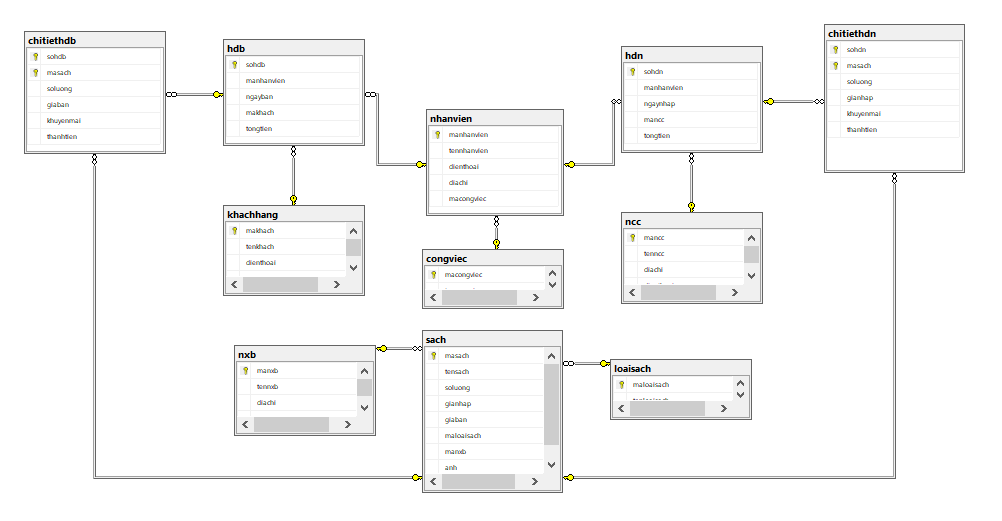 chitiethdb
sohdb
masach
soluong
giaban
khuyenmai
thanhtien
hdb
sohdb
manhanvien
ngayban
makhach
tongtien
nhanvien
manhanvien
tennhanvien
dienthoai
diachi
macongviec
hdn
sohdn
manhanvien
ngaynhap
mancc
tongtien
chitiethdn
sohdn
masach
soluong
gianhap
khuyenmai
thanhtien
khachhang
makhach
tenkhach
dienthoai
congviec
macongviec
ncc
mancc
tenncc
diachi
nxb
manxb
tennxb
diachi
sach
masach
tensach
soluong
gianhap
giaban
maloaisach
manxb
anh
loaisach
maloaisach